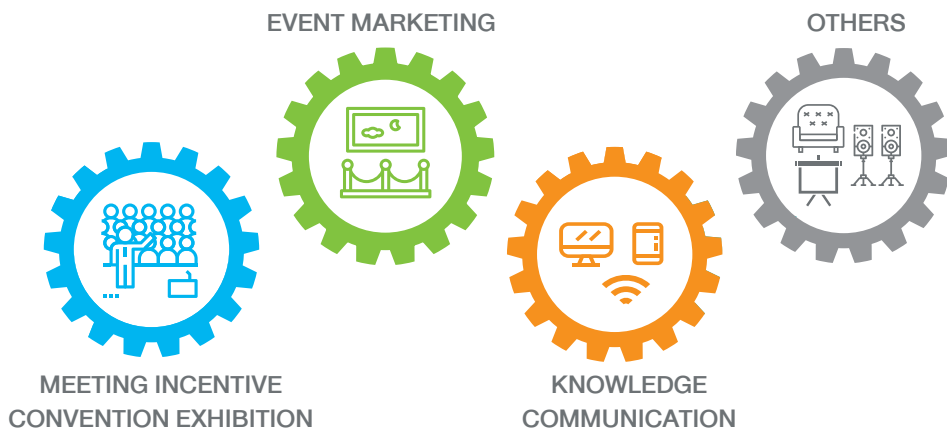 EVENT MARKETING
OTHERS
MEETING INCENTIVE
CONVENTION EXHIBITION
KNOWLEDGE
COMMUNICATION